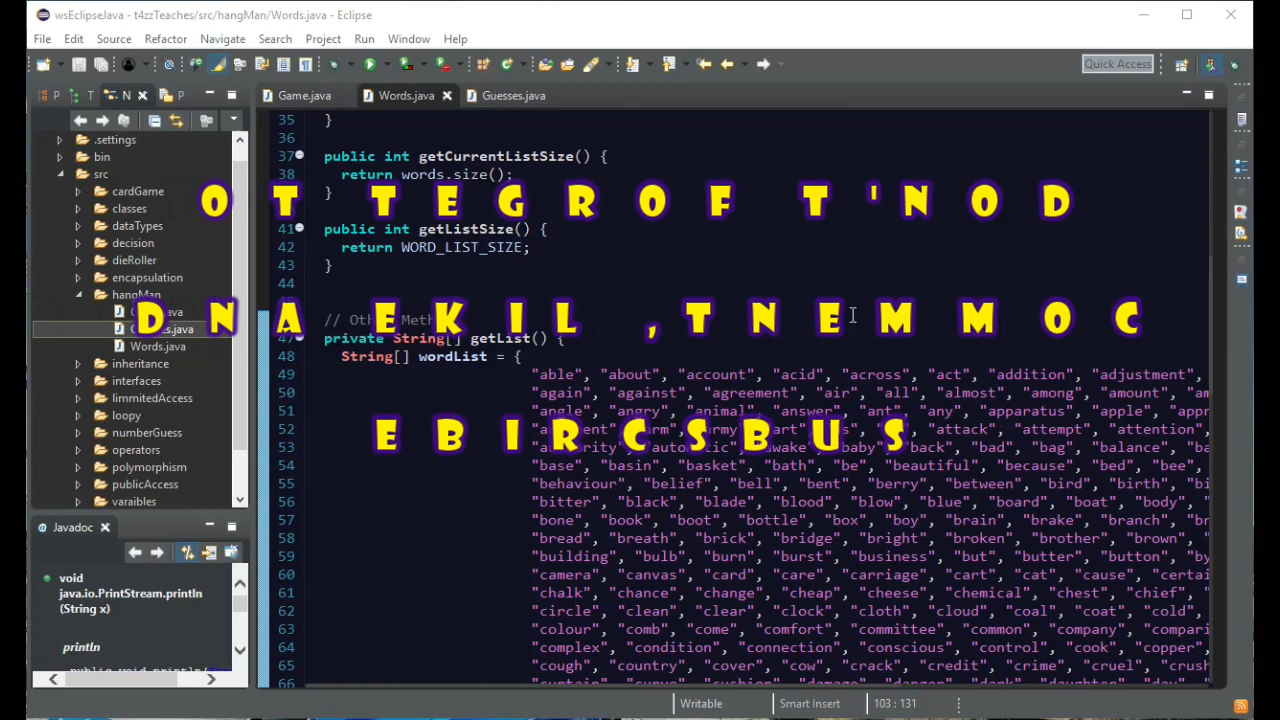 wsEclipseJava - t4zzTeaches/src/hangMan/Words.java - Eclipse
File Edit Source Refactor Navigate Search Project Run Window Help
Quick Access
P T N P
Game.java Words.java Guesses.java
.settings
bin
src
cardGame
classes
dataTypes
decision
dieRoller
encapsulation
hangMan
Words.java
inheritance
interfaces
limmitedAccess
loopy
numberGuess
operators
polymorphism
publicAccess
varaibles
Javadoc
void
java.io.PrintStream.println
(String x)
println
35 }
36
37 public int getCurrentListSize() {
38 return words.size();
}
O T T E G R O F T ' N O D
41 public int getListSize() {
42 return WORD_LIST_SIZE;
43 }
44
D N A E K I L , T N E M M O C
47 private String[] getList() {
48 String[] wordList = {
49 "able", "about", "account", "acid", "across", "act", "addition", "adjustment",
50 "again", "against", "agreement", "air", "all", "almost", "among", "amount",
51 "angle", "angry", "animal", "answer", "ant", "any", "apparatus", "apple",
E B I R C S B U S
52 "attack", "attempt", "attention",
53 "back", "bad", "bag", "balance",
54 "base", "basin", "basket", "bath", "be", "beautiful", "because", "bed", "bee",
55 "behaviour", "belief", "bell", "bent", "berry", "between", "bird", "birth",
56 "bitter", "black", "blade", "blood", "blow", "blue", "board", "boat", "body",
57 "bone", "book", "boot", "bottle", "box", "boy", "brain", "brake", "branch",
58 "bread", "breath", "brick", "bridge", "bright", "broken", "brother", "brown",
59 "building", "bulb", "burn", "burst", "business", "but", "butter", "button",
60 "camera", "canvas", "card", "care", "carriage", "cart", "cat", "cause",
61 "chalk", "chance", "change", "cheap", "cheese", "chemical", "chest", "chief",
62 "circle", "clean", "clear", "clock", "cloth", "cloud", "coal", "coat", "cold",
63 "colour", "comb", "come", "comfort", "committee", "common", "company",
64 "complex", "condition", "connection", "conscious", "control", "cook", "copper",
65 "cough", "country", "cover", "cow", "crack", "credit", "crime", "cruel",
66
Writable Smart Insert 103 : 131